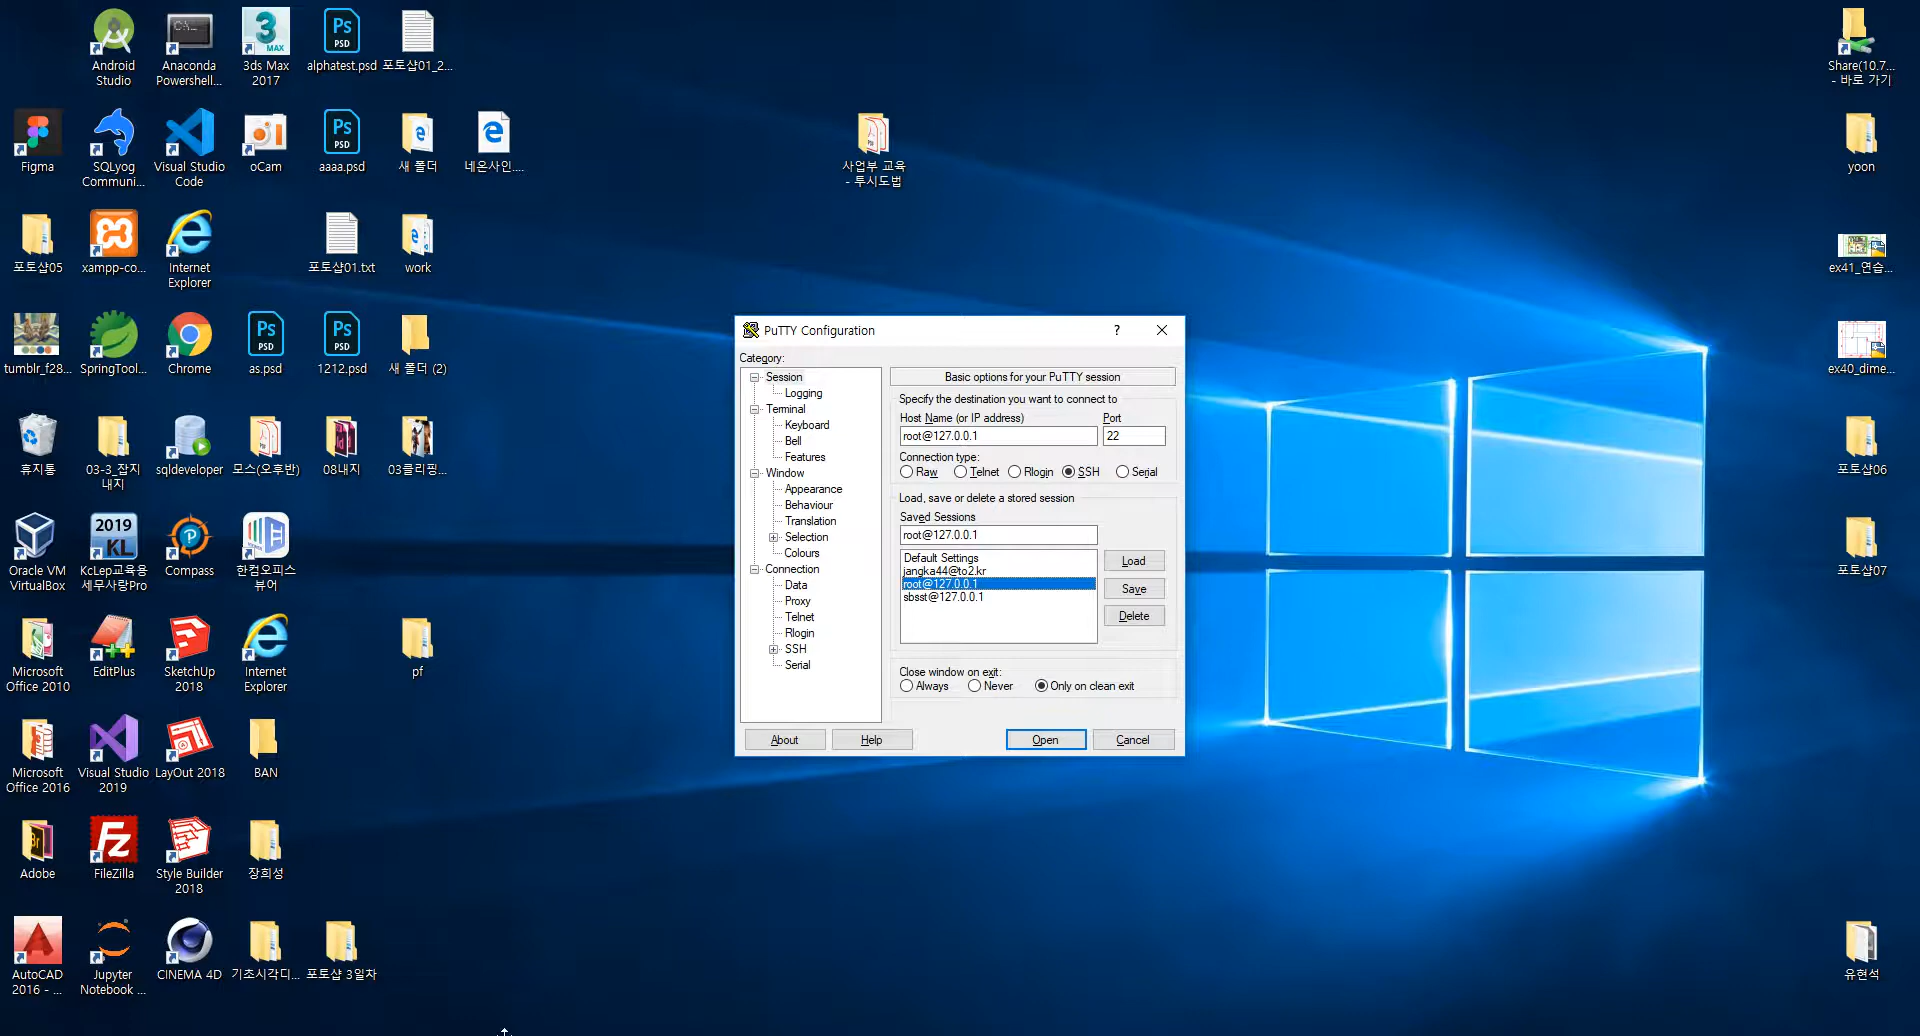 Android
Studio
Anaconda
Powershell...
3ds Max
2017
alphatest.psd
포토샵01_2...
Share(10.7...
- 바로 가기
Figma
SQLyog
Communi...
Visual Studio
Code
oCam
aaaa.psd
새 폴더
네온사인....
사업부 교육
- 투시도법
yoon
포토샵05
xampp-co...
Internet
Explorer
포토샵01.txt
work
ex41_연습...
tumblr_f28...
SpringTool...
Chrome
as.psd
1212.psd
새 폴더 (2)
ex40_dime...
휴지통
03-3_잡지
내지
sqldeveloper
모스(오후반)
08내지
03클리핑...
포토샵06
Oracle VM
VirtualBox
KcLep교육용
세무사랑Pro
Compass
한컴오피스
뷰어
포토샵07
Microsoft
Office 2010
EditPlus
SketchUp
2018
Internet
Explorer
pf
Microsoft
Office 2016
Visual Studio
2019
LayOut 2018
BAN
Adobe
FileZilla
Style Builder
2018
장희성
AutoCAD
2016 - ...
Jupyter
Notebook ...
CINEMA 4D
기초시각디...
포토샵 3일차
유현석
PuTTY Configuration
?
Category:
Session
Logging
Terminal
Keyboard
Bell
Features
Window
Appearance
Behaviour
Translation
Selection
Colours
Connection
Data
Proxy
Telnet
Rlogin
SSH
Serial
Basic options for your PuTTY session
Specify the destination you want to connect to
Host Name (or IP address)
Port
root@127.0.0.1
22
Connection type:
Raw
Telnet
Rlogin
SSH
Serial
Load, save or delete a stored session
Saved Sessions
root@127.0.0.1
Default Settings
jangka44@to2.kr
root@127.0.0.1
sbsst@127.0.0.1
Load
Save
Delete
Close window on exit:
Always
Never
Only on clean exit
About
Help
Open
Cancel